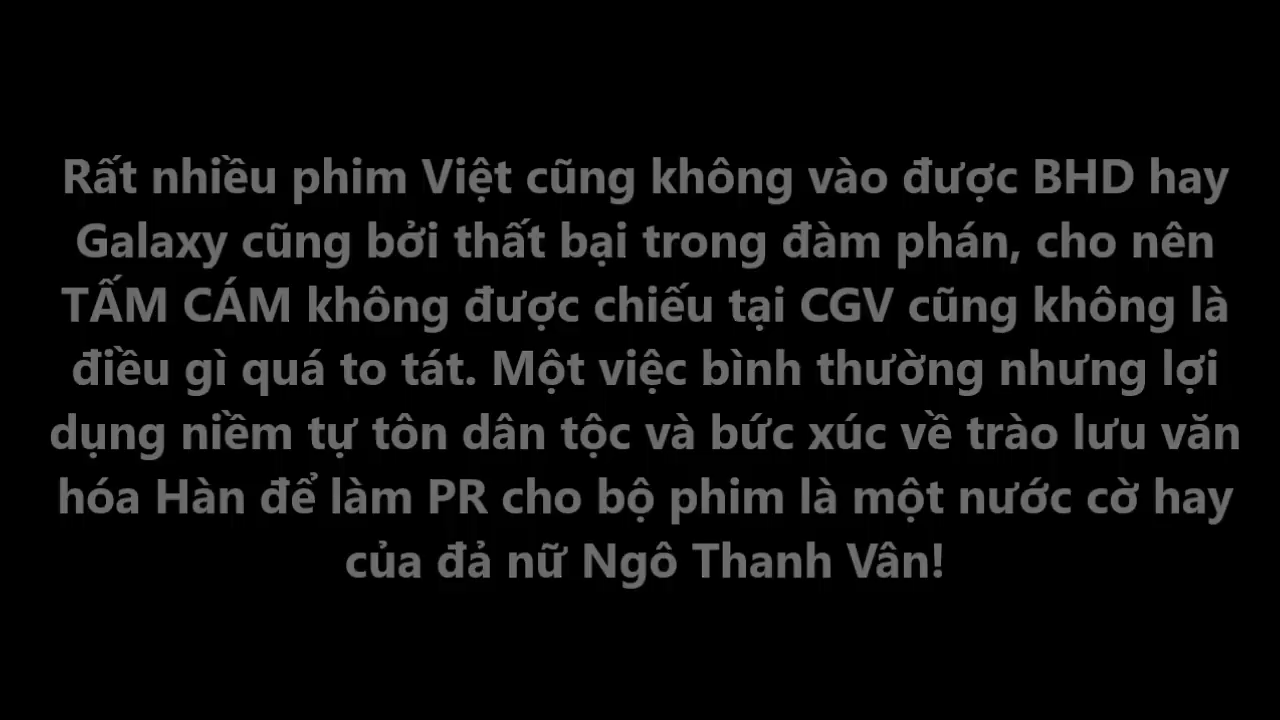 Rất nhiều phim Việt cũng không vào được BHD hay
Galaxy cũng bởi thất bại trong đàm phán, cho nên
TẤM CÁM không được chiếu tại CGV cũng không là
điều gì quá to tát. Một việc bình thường nhưng lợi
dụng niềm tự tôn dân tộc và bức xúc về trào lưu văn
hóa Hàn để làm PR cho bộ phim là một nước cờ hay
của đả nữ Ngô Thanh Vân!